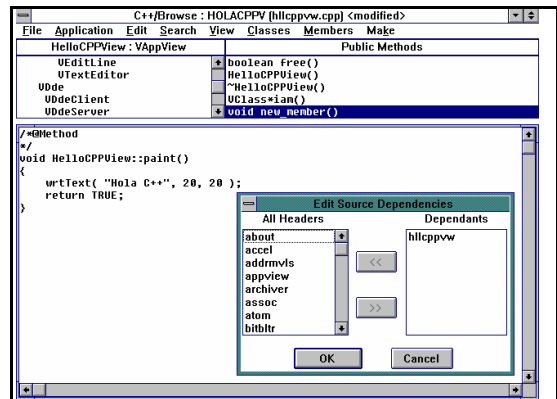 C++/Browse : HOLACPPV (hllcppvw.cpp) <modified>
File Application Edit Search View Classes Members Make
HelloCPPView : VAppView
Public Methods
VEditLine
VTextEditor
VDde
VDdeClient
VDdeServer
boolean free()
HelloCPPView()
~HelloCPPView()
VClass*iam()
void new_member()
/*@Method
*/
void HelloCPPView::paint()
{
wrtText( "Hola C++", 20, 20 );
return TRUE;
}
Edit Source Dependencies
All Headers
Dependants
about
accel
addrmvls
appview
archiver
assoc
atom
bitbltr
<<
>>
hllcppvw
OK
Cancel